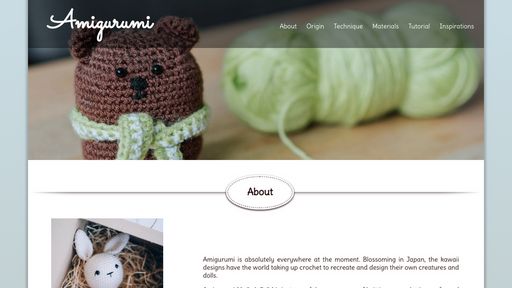 Amigurumi
About Origin Technique Materials Tutorial Inspirations
About
Amigurumi is absolutely everywhere at the moment. Blossoming in Japan, the kawaii
designs have the world taking up crochet to recreate and design their own creatures and
dolls.